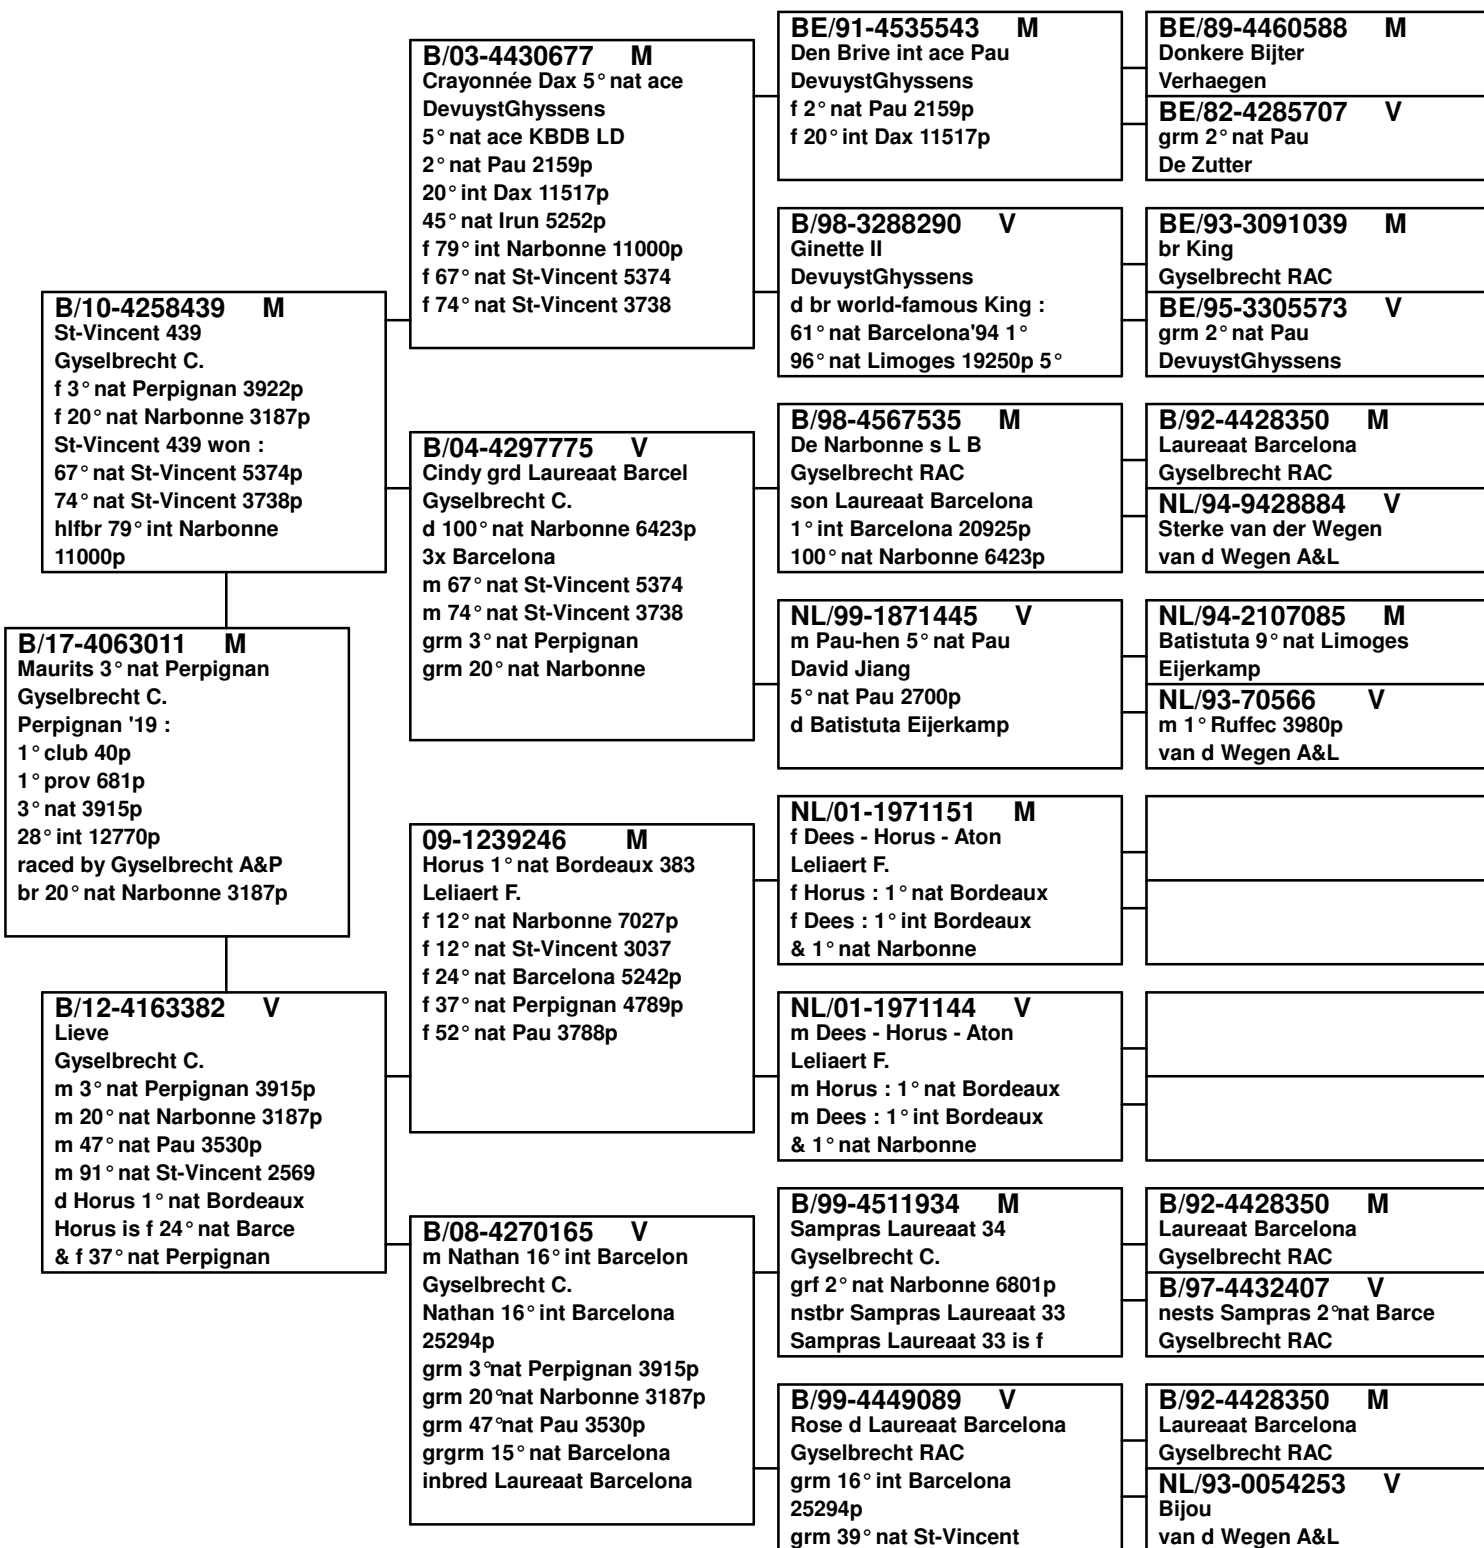 B/17-4063011 M
Maurits 3° nat Perpignan
Gyselbrecht C.
Perpignan '19 :
1° club 40p
1° prov 681p
3° nat 3915p
28° int 12770p
raced by Gyselbrecht A&P
br 20° nat Narbonne 3187p
B/10-4258439 M
St-Vincent 439
Gyselbrecht C.
f 3° nat Perpignan 3922p
f 20° nat Narbonne 3187p
St-Vincent 439 won :
67° nat St-Vincent 5374p
74° nat St-Vincent 3738p
hlfbr 79° int Narbonne
11000p
B/12-4163382 V
Lieve
Gyselbrecht C.
m 3° nat Perpignan 3915p
m 20° nat Narbonne 3187p
m 47° nat Pau 3530p
m 91° nat St-Vincent 2569
d Horus 1° nat Bordeaux
Horus is f 24° nat Barce
& f 37° nat Perpignan
B/03-4430677 M
Crayonnée Dax 5° nat ace
DevuystGhyssens
5° nat ace KBDB LD
2° nat Pau 2159p
20° int Dax 11517p
45° nat Irun 5252p
f 79° int Narbonne 11000p
f 67° nat St-Vincent 5374
f 74° nat St-Vincent 3738
B/04-4297775 V
Cindy grd Laureaat Barcel
Gyselbrecht C.
d 100° nat Narbonne 6423p
3x Barcelona
m 67° nat St-Vincent 5374
m 74° nat St-Vincent 3738
grm 3° nat Perpignan
grm 20° nat Narbonne
09-1239246 M
Horus 1° nat Bordeaux 383
Leliaert F.
f 12° nat Narbonne 7027p
f 12° nat St-Vincent 3037
f 24° nat Barcelona 5242p
f 37° nat Perpignan 4789p
f 52° nat Pau 3788p
B/08-4270165 V
m Nathan 16° int Barcelon
Gyselbrecht C.
Nathan 16° int Barcelona
25294p
grm 3°nat Perpignan 3915p
grm 20°nat Narbonne 3187p
grm 47°nat Pau 3530p
grgrm 15° nat Barcelona
inbred Laureaat Barcelona
BE/91-4535543 M
Den Brive int ace Pau
DevuystGhyssens
f 2° nat Pau 2159p
f 20° int Dax 11517p
B/98-3288290 V
Ginette II
DevuystGhyssens
d br world-famous King :
61° nat Barcelona'94 1°
96° nat Limoges 19250p 5°
B/98-4567535 M
De Narbonne s L B
Gyselbrecht RAC
son Laureaat Barcelona
1° int Barcelona 20925p
100° nat Narbonne 6423p
NL/99-1871445 V
m Pau-hen 5° nat Pau
David Jiang
5° nat Pau 2700p
d Batistuta Eijerkamp
NL/01-1971151 M
f Dees - Horus - Aton
Leliaert F.
f Horus : 1° nat Bordeaux
f Dees : 1° int Bordeaux
& 1° nat Narbonne
NL/01-1971144 V
m Dees - Horus - Aton
Leliaert F.
m Horus : 1° nat Bordeaux
m Dees : 1° int Bordeaux
& 1° nat Narbonne
B/99-4511934 M
Sampras Laureaat 34
Gyselbrecht C.
grf 2° nat Narbonne 6801p
nstbr Sampras Laureaat 33
Sampras Laureaat 33 is f
B/99-4449089 V
Rose d Laureaat Barcelona
Gyselbrecht RAC
grm 16° int Barcelona
25294p
grm 39° nat St-Vincent
BE/89-4460588 M
Donkere Bijter
Verhaegen
BE/82-4285707 V
grm 2° nat Pau
De Zutter
BE/93-3091039 M
br King
Gyselbrecht RAC
BE/95-3305573 V
grm 2° nat Pau
DevuystGhyssens
B/92-4428350 M
Laureaat Barcelona
Gyselbrecht RAC
NL/94-9428884 V
Sterke van der Wegen
van d Wegen A&L
NL/94-2107085 M
Batistuta 9° nat Limoges
Eijerkamp
NL/93-70566 V
m 1° Ruffec 3980p
van d Wegen A&L
B/92-4428350 M
Laureaat Barcelona
Gyselbrecht RAC
B/97-4432407 V
nests Sampras 2°nat Barce
Gyselbrecht RAC
B/92-4428350 M
Laureaat Barcelona
Gyselbrecht RAC
NL/93-0054253 V
Bijou
van d Wegen A&L